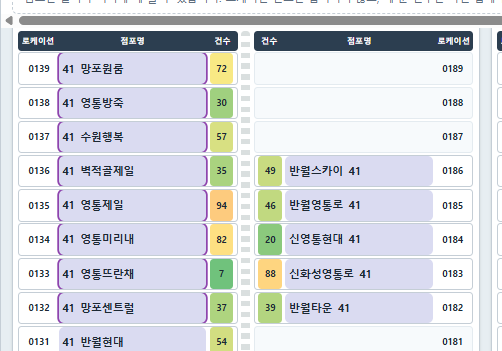 로케이션 점포명 건수
0139 41 망포원룸 72
0138 41 영통방죽 30
0137 41 수원행복 57
0136 41 벽적골제일 35
0135 41 영통제일 94
0134 41 영통미리내 82
0133 41 영통뜨란채 7
0132 41 망포센트럴 37
0131 41 반월현대 54
건수 점포명 로케이션
0189
0188
0187
49 반월스카이 41 0186
46 반월영통로 41 0185
20 신영통현대 41 0184
88 신화성영통로 41 0183
39 반월타운 41 0182
0181